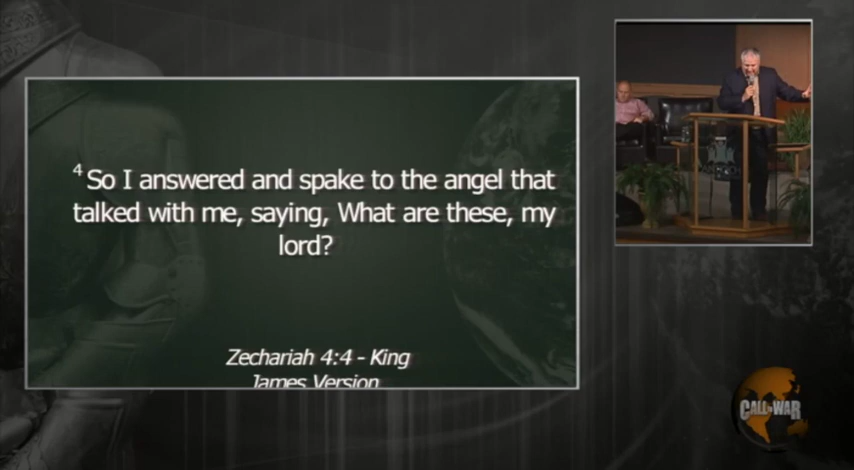 4 So I answered and spake to the angel that
talked with me, saying, What are these, my
lord?
Zechariah 4:4 - King
James Version
CALL to WAR